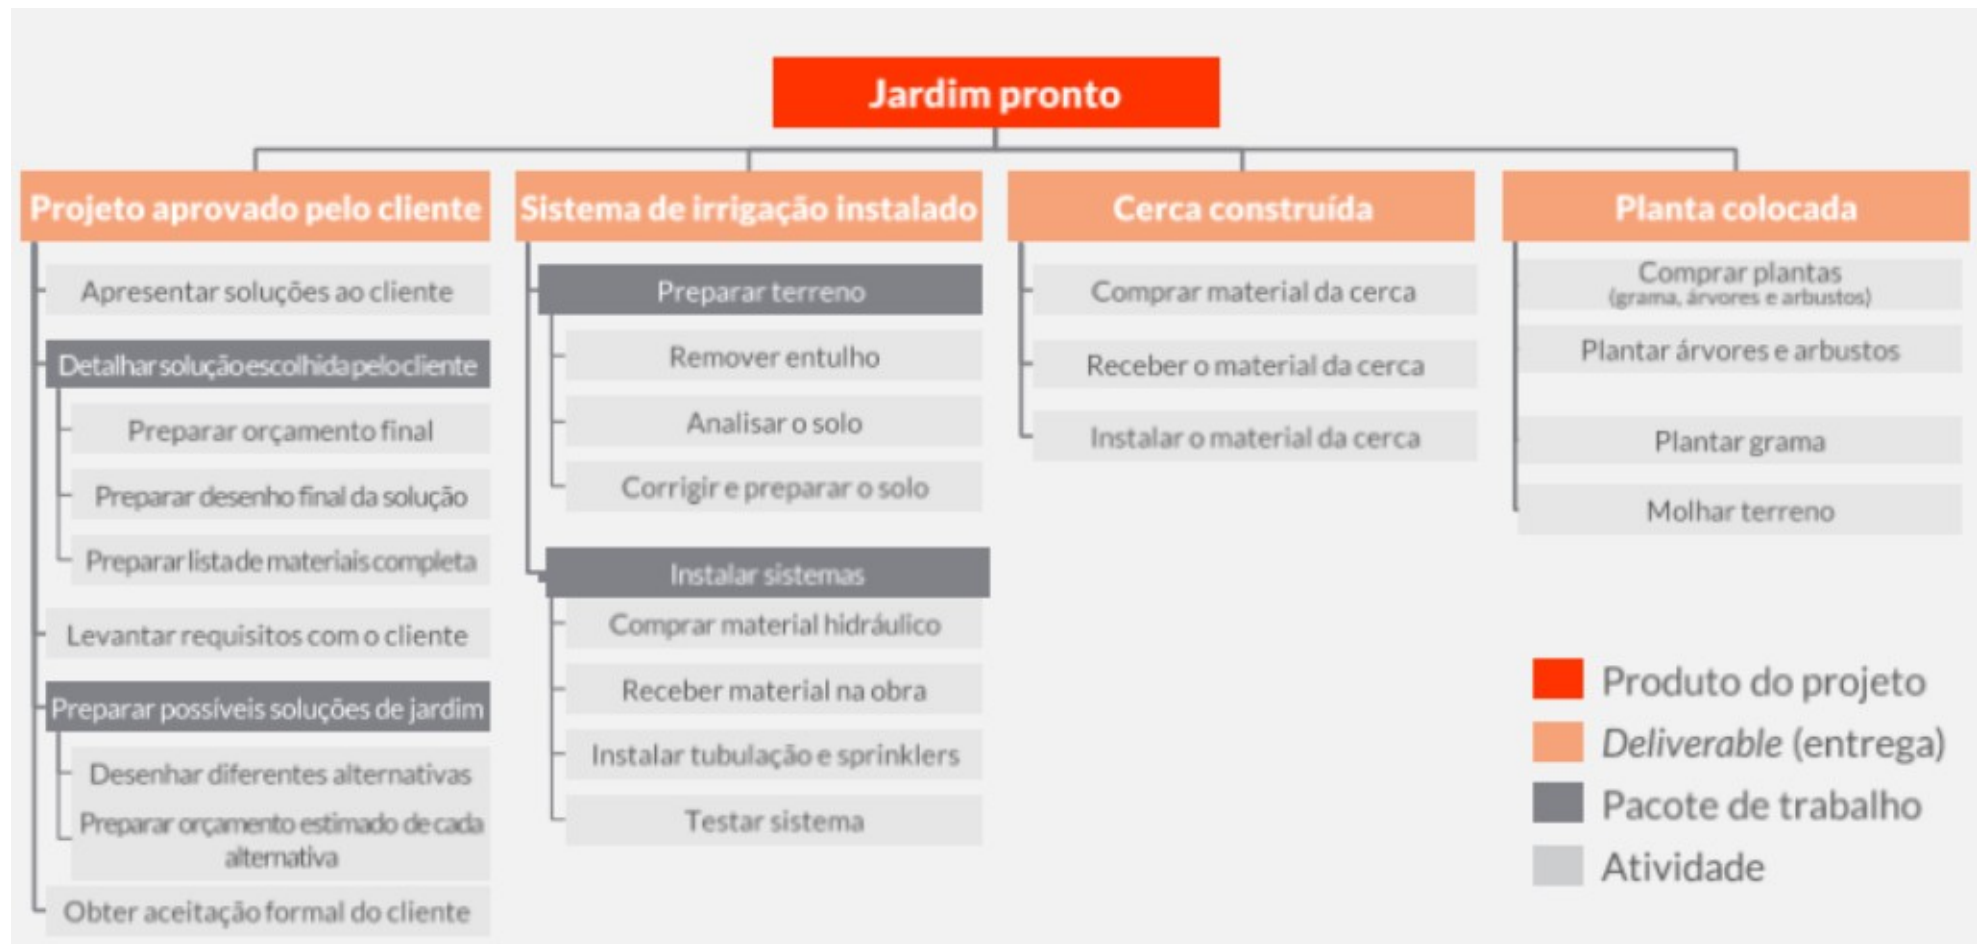 Jardim pronto
Projeto aprovado pelo cliente
Apresentar soluções ao cliente
Detalhar solução escolhida pelo cliente
Preparar orçamento final
Preparar desenho final da solução
Preparar lista de materiais completa
Levantar requisitos com o cliente
Preparar possíveis soluções de jardim
Desenhar diferentes alternativas
Preparar orçamento estimado de cada
alternativa
Obter aceitação formal do cliente
Sistema de irrigação instalado
Preparar terreno
Remover entulho
Analisar o solo
Corrigir e preparar o solo
Instalar sistemas
Comprar material hidráulico
Receber material na obra
Instalar tubulação e sprinklers
Testar sistema
Cerca construída
Comprar material da cerca
Receber o material da cerca
Instalar o material da cerca
Planta colocada
Comprar plantas
(grama, árvores e arbustos)
Plantar árvores e arbustos
Plantar grama
Molhar terreno
Produto do projeto
Deliverable (entrega)
Pacote de trabalho
Atividade